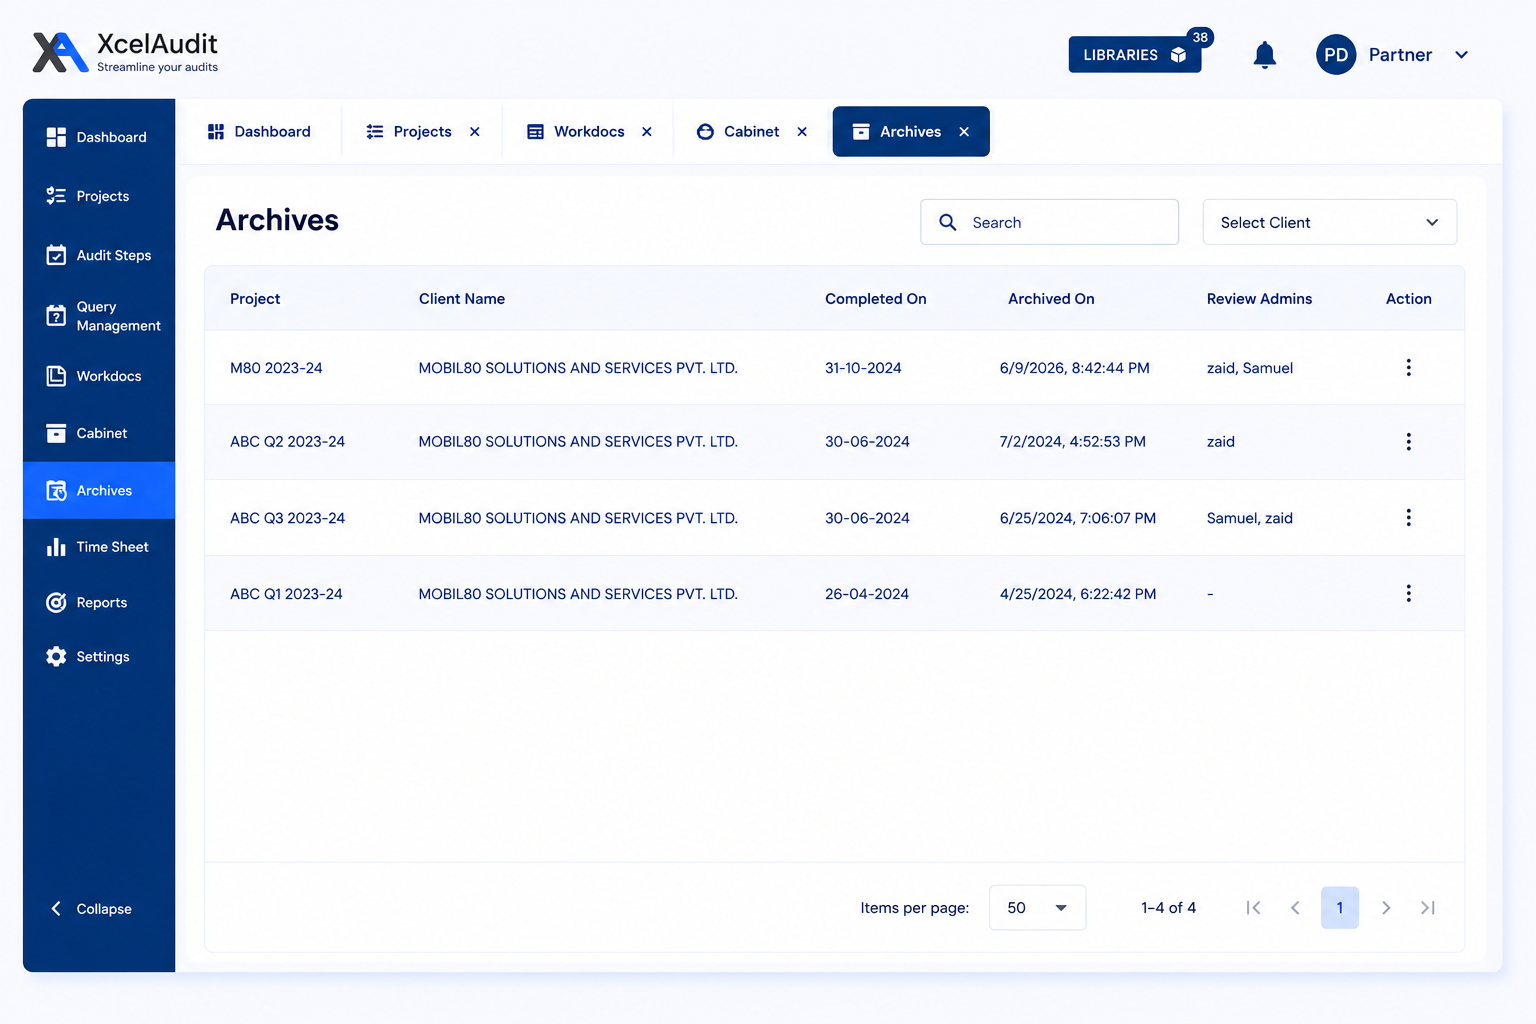 XcelAudit
Streamline your audits
LIBRARIES
38
PD
Partner
Dashboard
Projects
Audit Steps
Query
Management
Workdocs
Cabinet
Archives
Time Sheet
Reports
Settings
Collapse
Dashboard
Projects
Workdocs
Cabinet
Archives
Archives
Search
Select Client
Project Client Name Completed On Archived On Review Admins Action
M80 2023-24 MOBIL80 SOLUTIONS AND SERVICES PVT. LTD. 31-10-2024 6/9/2026, 8:42:44 PM zaid, Samuel
ABC Q2 2023-24 MOBIL80 SOLUTIONS AND SERVICES PVT. LTD. 30-06-2024 7/2/2024, 4:52:53 PM zaid
ABC Q3 2023-24 MOBIL80 SOLUTIONS AND SERVICES PVT. LTD. 30-06-2024 6/25/2024, 7:06:07 PM Samuel, zaid
ABC Q1 2023-24 MOBIL80 SOLUTIONS AND SERVICES PVT. LTD. 26-04-2024 4/25/2024, 6:22:42 PM -
Items per page: 50 1–4 of 4 1